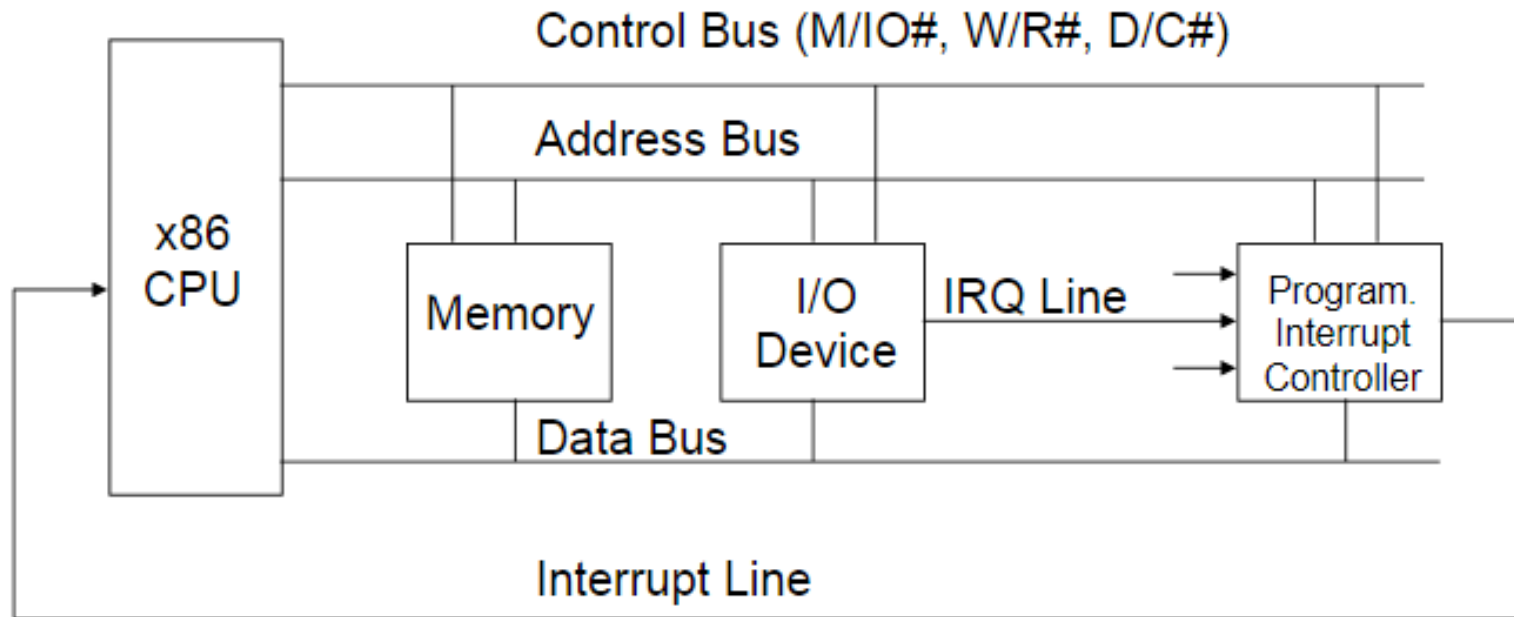 Control Bus (M/IO#, W/R#, D/C#)
Address Bus
x86
CPU
Memory
I/O
Device
IRQ Line
Program.
Interrupt
Controller
Data Bus
Interrupt Line